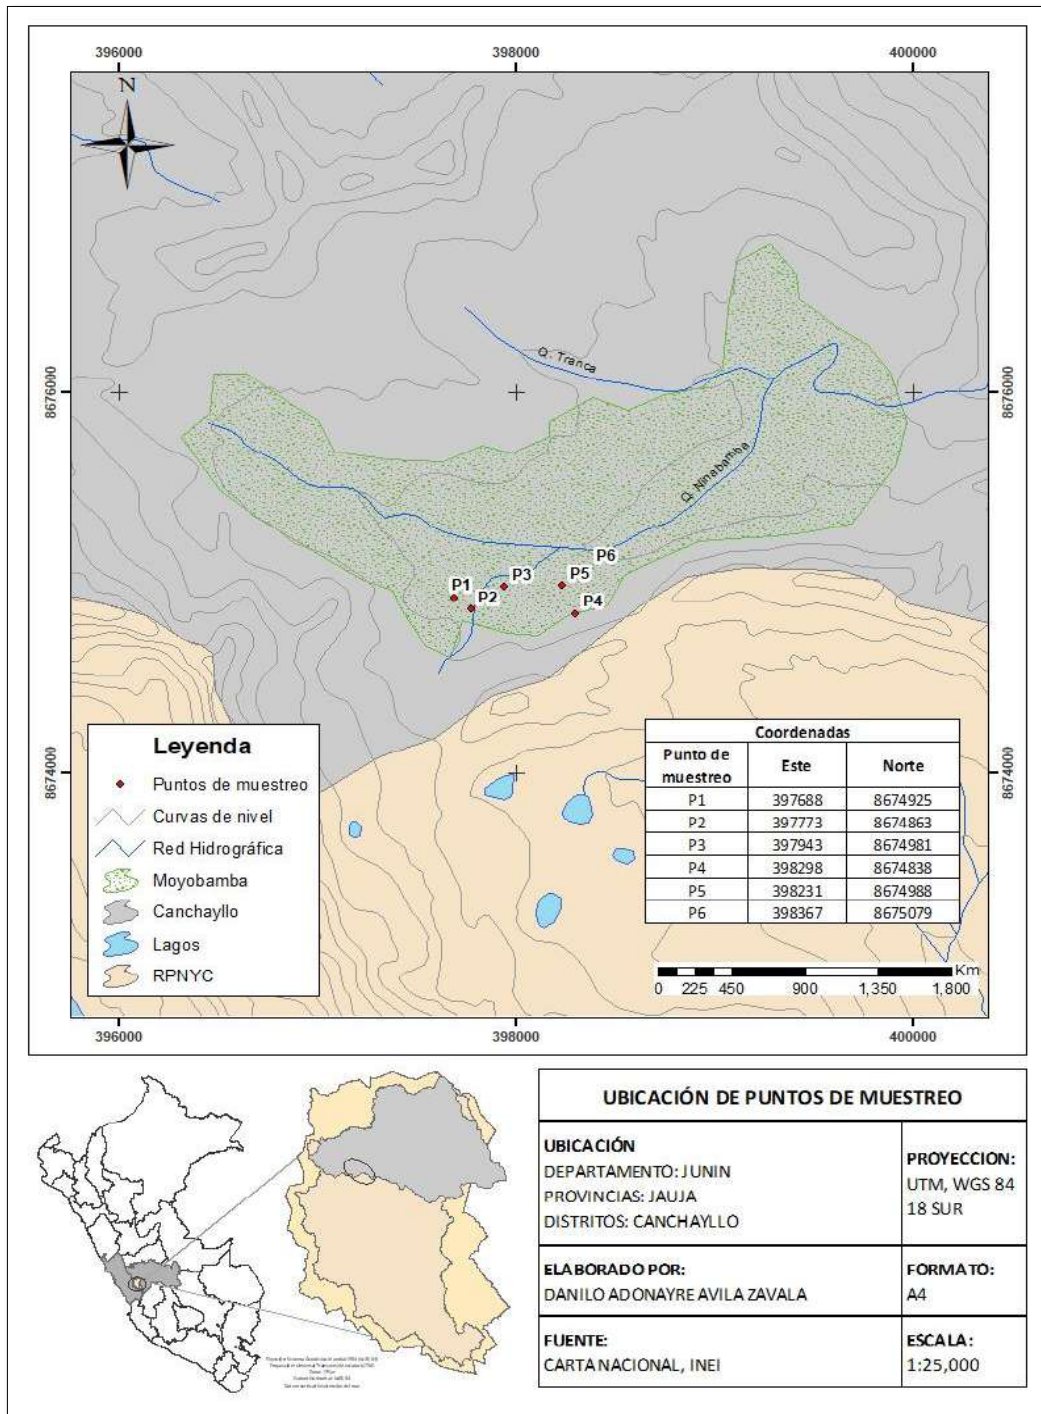 396000 398000 400000
N
Q. Tranca
8676000 8676000
Q. Ninabamba
P6
P1 P3 P5
P2 P4
8674000 8674000
Leyenda
Puntos de muestreo
Curvas de nivel
Red Hidrográfica
Moyobamba
Canchayllo
Lagos
RPNYC
Coordenadas
Punto de muestreo Este Norte
P1 397688 8674925
P2 397773 8674863
P3 397943 8674981
P4 398298 8674838
P5 398231 8674988
P6 398367 8675079
Km
0 225 450 900 1,350 1,800
396000 398000 400000
UBICACIÓN DE PUNTOS DE MUESTREO
UBICACIÓN
DEPARTAMENTO: JUNIN
PROVINCIAS: JAUJA
DISTRITOS: CANCHAYLLO
PROYECCION:
UTM, WGS 84
18 SUR
ELABORADO POR:
DANILO ADONAYRE AVILA ZAVALA
FORMATO:
A4
FUENTE:
CARTA NACIONAL, INEI
ESCALA:
1:25,000